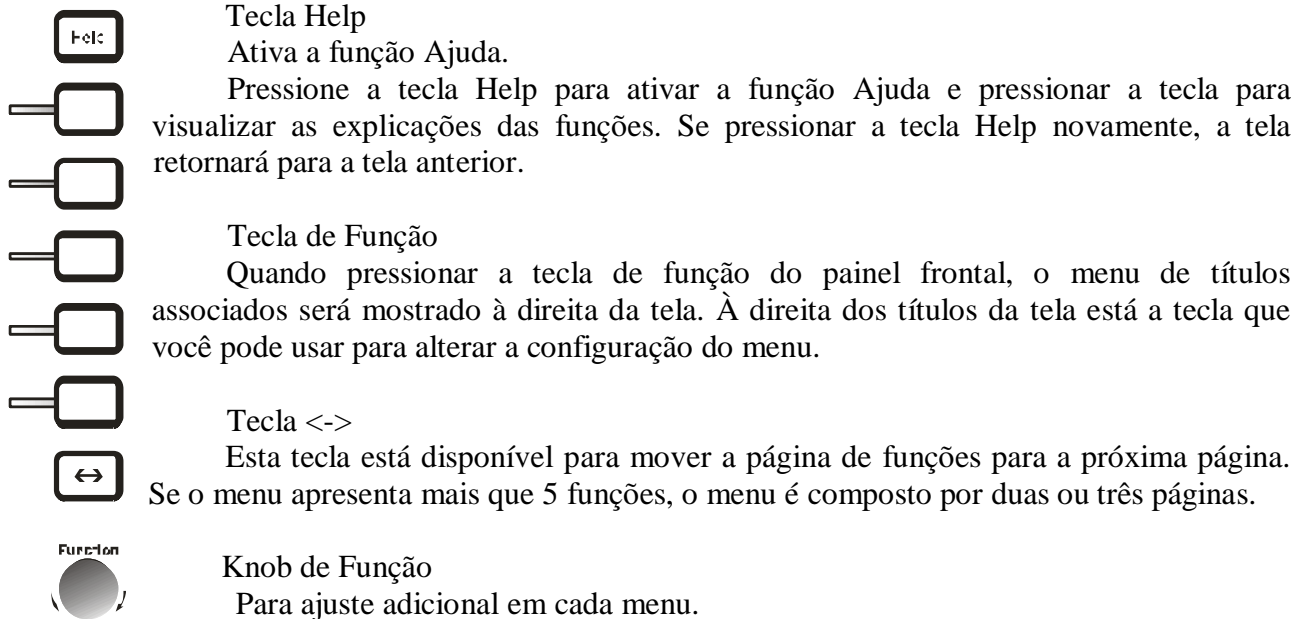 Tecla Help
Ativa a função Ajuda.
Pressione a tecla Help para ativar a função Ajuda e pressionar a tecla para
visualizar as explicações das funções. Se pressionar a tecla Help novamente, a tela
retornará para a tela anterior.
Tecla de Função
Quando pressionar a tecla de função do painel frontal, o menu de títulos
associados será mostrado à direita da tela. À direita dos títulos da tela está a tecla que
você pode usar para alterar a configuração do menu.
Tecla <->
Esta tecla está disponível para mover a página de funções para a próxima página.
Se o menu apresenta mais que 5 funções, o menu é composto por duas ou três páginas.
Function
Knob de Função
Para ajuste adicional em cada menu.